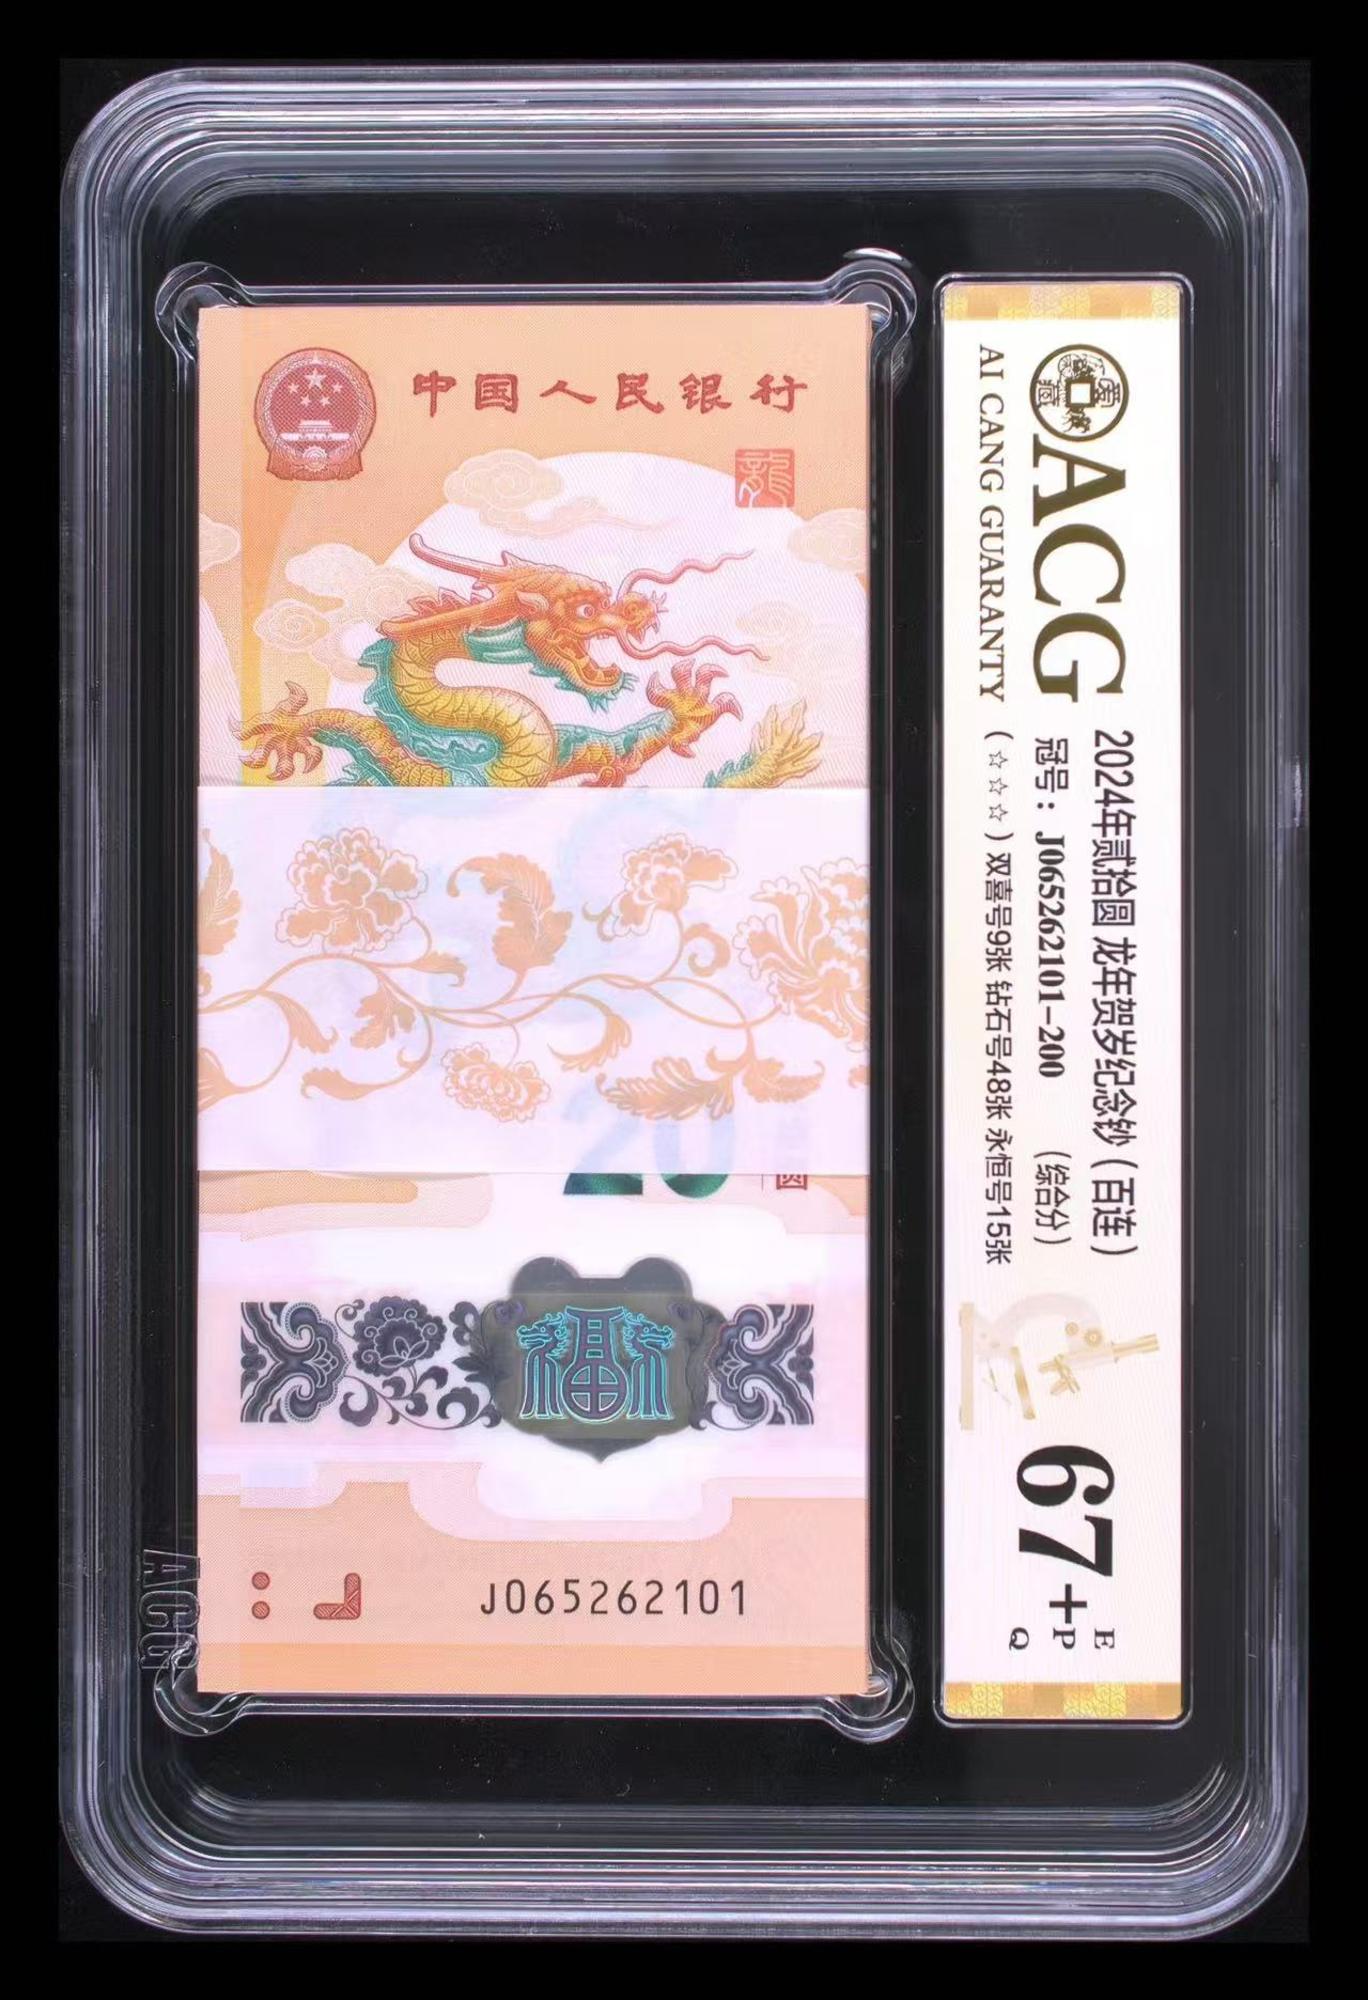 中国人民银行
龍
20
圆
福
J065262101
ACG
ACG
AI CANG GUARANTY
2024年贰拾圆 龙年贺岁纪念钞（百连）
冠号：J065262101-200 （综合分）
（☆☆☆）双喜号9张 钻石号48张 永恒号15张
67+
E
P
Q